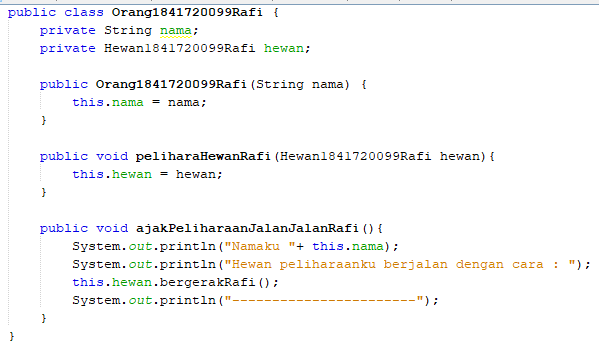 public class Orang1841720099Rafi {
private String nama;
private Hewan1841720099Rafi hewan;
public Orang1841720099Rafi(String nama) {
this.nama = nama;
}
public void peliharaHewanRafi(Hewan1841720099Rafi hewan){
this.hewan = hewan;
}
public void ajakPeliharaanJalanJalanRafi(){
System.out.println("Namaku "+ this.nama);
System.out.println("Hewan peliharaanku berjalan dengan cara : ");
this.hewan.bergerakRafi();
System.out.println("-----------------------");
}
}